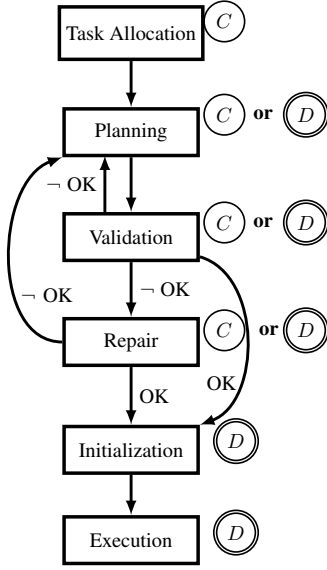 Task Allocation C
Planning C or D
¬ OK
Validation C or D
¬ OK ¬ OK
Repair C or D
OK OK
Initialization D
Execution D